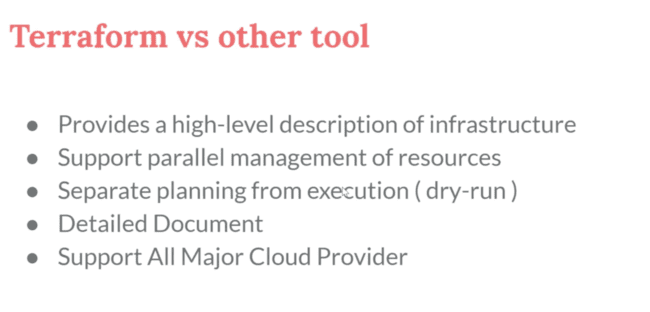 Terraform vs other tool
● Provides a high-level description of infrastructure
● Support parallel management of resources
● Separate planning from execution ( dry-run )
● Detailed Document
● Support All Major Cloud Provider